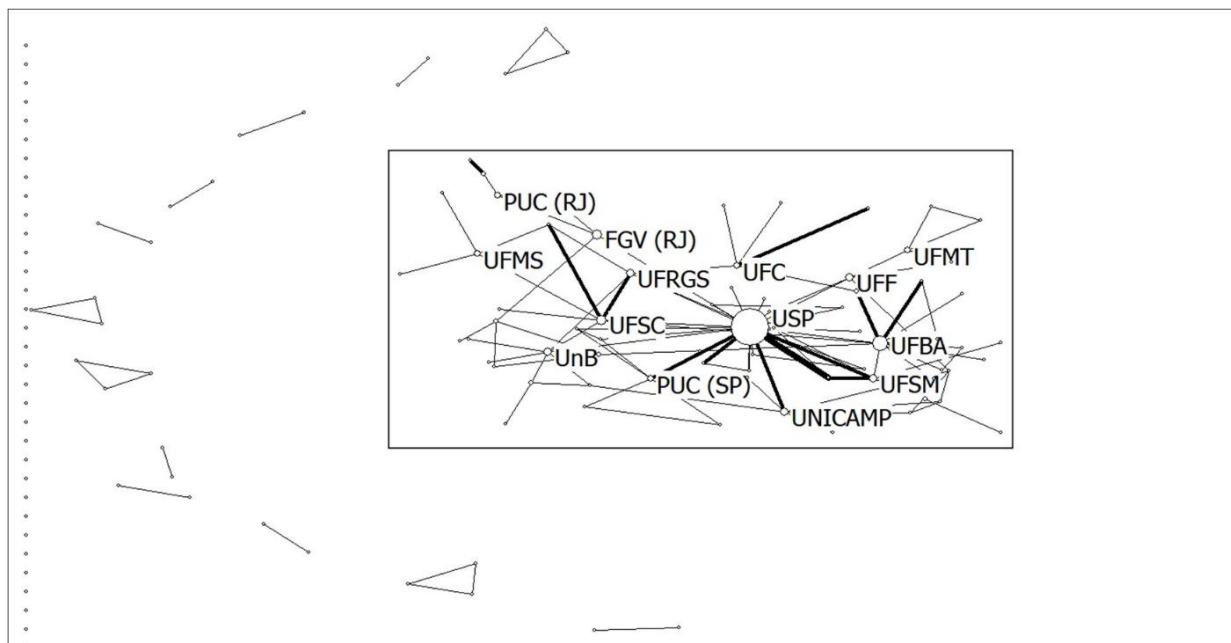 PUC (RJ)
FGV (RJ)
UFMS
UFRGS
UFC
UFMT
UFF
USP
UFSC
UFBA
UnB
PUC (SP)
UFSM
UNICAMP